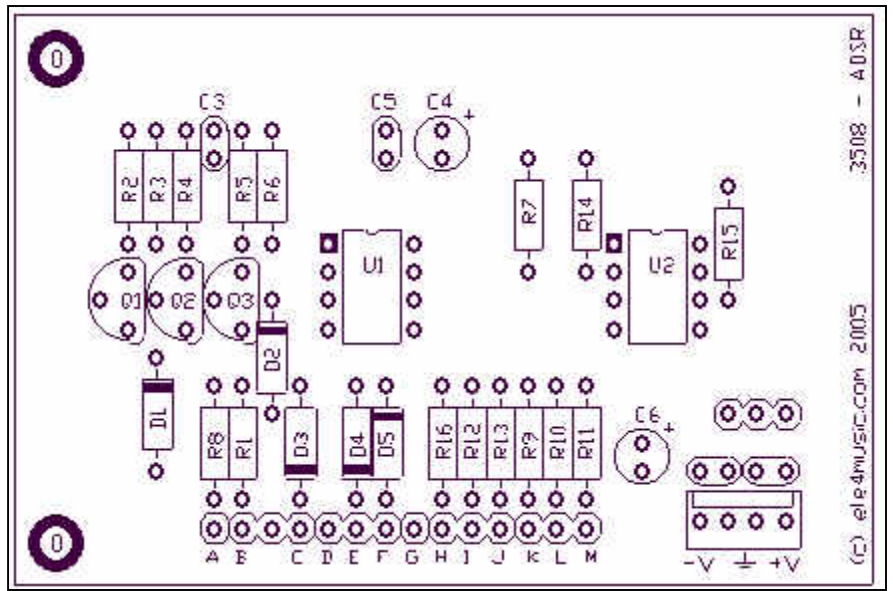 0
3508 - ADSR
C3 C5 C4 +
R2 R3 R4 R5 R6
R7 R14 R15
U1 U2
Q1 Q2 Q3
D2
D1
R8 R1 D3 D4 D5 R16 R12 R13 R9 R10 R11
C6 +
(c) ele4music.com 2005
0
A B C D E F G H I J K L M
-V +V